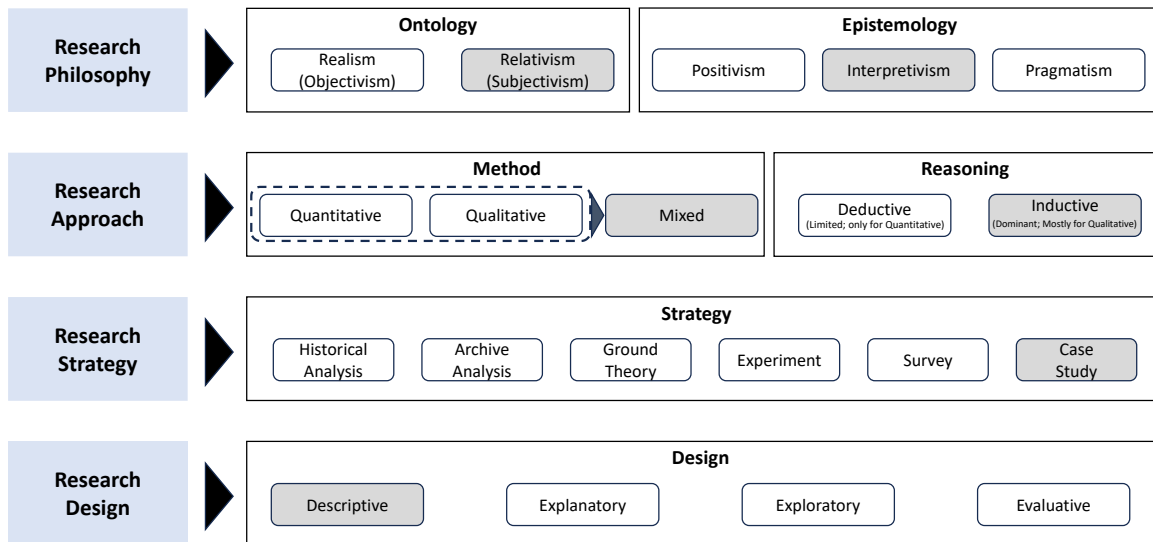 Research
Philosophy
Ontology
Realism
(Objectivism)
Relativism
(Subjectivism)
Epistemology
Positivism
Interpretivism
Pragmatism
Research
Approach
Method
Quantitative
Qualitative
Mixed
Reasoning
Deductive
(Limited; only for Quantitative)
Inductive
(Dominant; Mostly for Qualitative)
Research
Strategy
Strategy
Historical
Analysis
Archive
Analysis
Ground
Theory
Experiment
Survey
Case
Study
Research
Design
Design
Descriptive
Explanatory
Exploratory
Evaluative